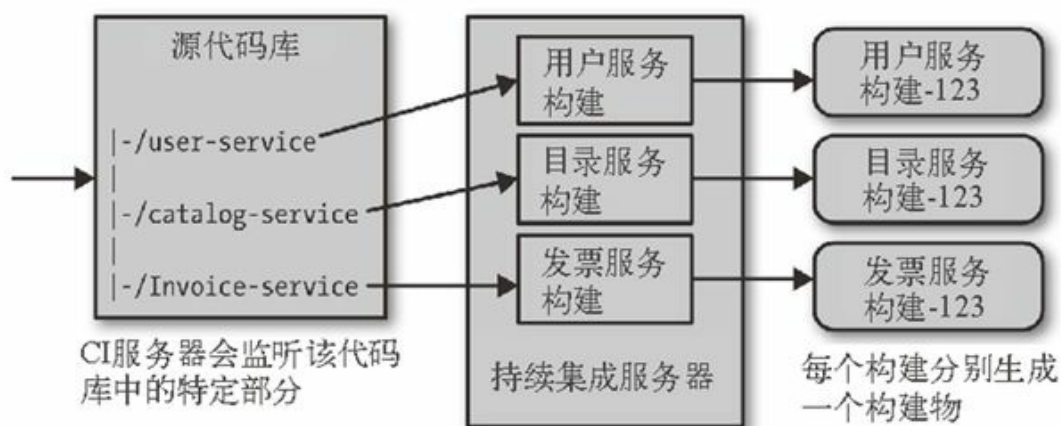 源代码库
|-/user-service
|
|-/catalog-service
|
|-/Invoice-service
CI服务器会监听该代码
库中的特定部分
用户服务
构建
目录服务
构建
发票服务
构建
持续集成服务器
用户服务
构建-123
目录服务
构建-123
发票服务
构建-123
每个构建分别生成
一个构建物